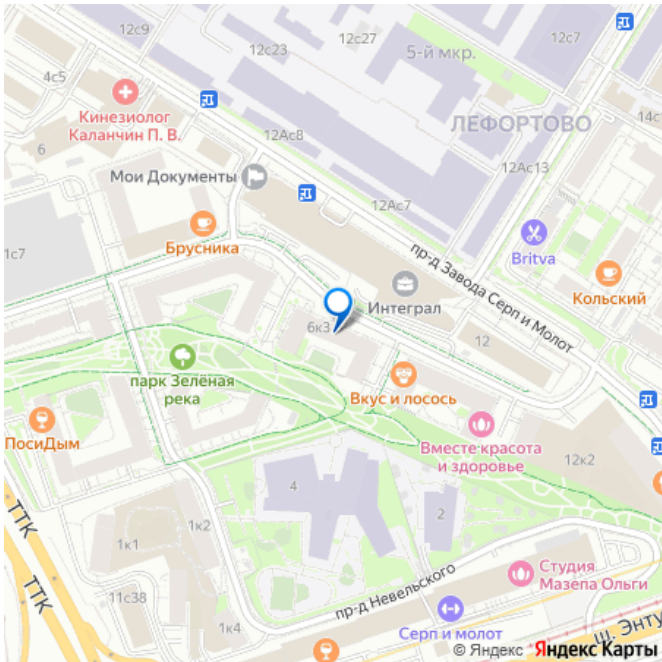 12с9
12с27
12с7
12с23
5-й мкр.
4с5
Кинезиолог
Каланчин П. В.
12Ас8
ЛЕФОРТОВО
6
12Ас13
Мои Документы
12Ас7
Брусника
пр-д Завода Серп и Молот
Britva
1с7
Кольский
Интеграл
6к3
12
парк Зелёная
река
Вкус и лосось
ПосиДым
Вместе красота
и здоровье
12к2
4
2
ТТК
1к2
1к1
ТТК
пр-д Невельского
Студия
Мазепа Ольги
11с38
1к4
Серп и молот
ш. Энту
© Яндекс Яндекс Карты